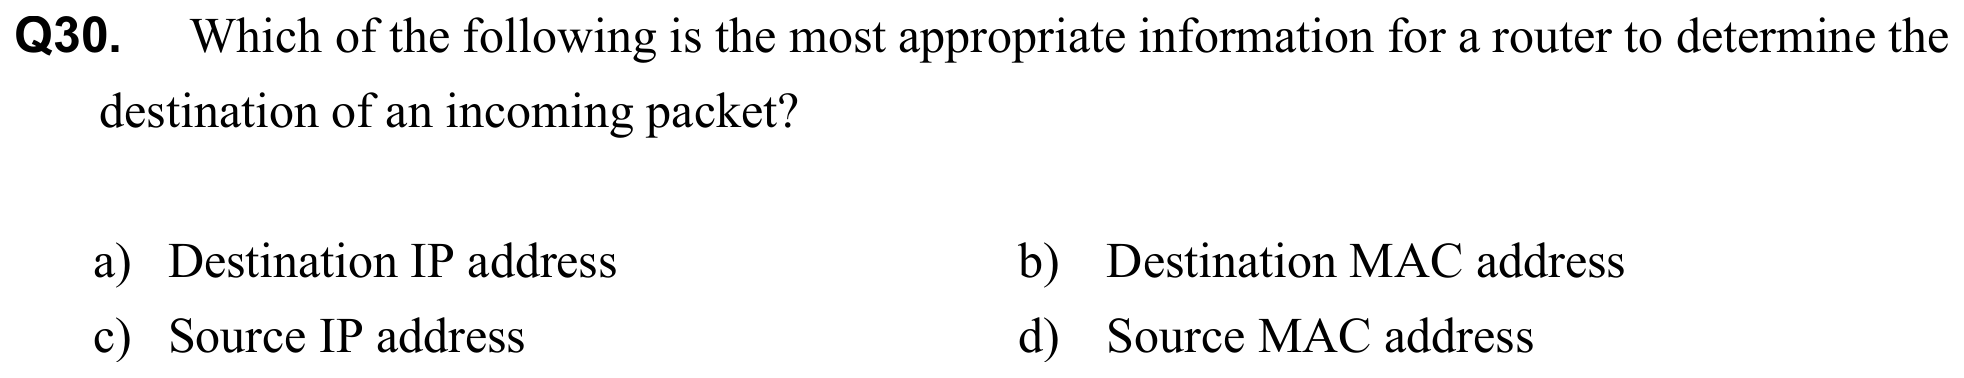 Q30. Which of the following is the most appropriate information for a router to determine the
destination of an incoming packet?
a) Destination IP address b) Destination MAC address
c) Source IP address d) Source MAC address